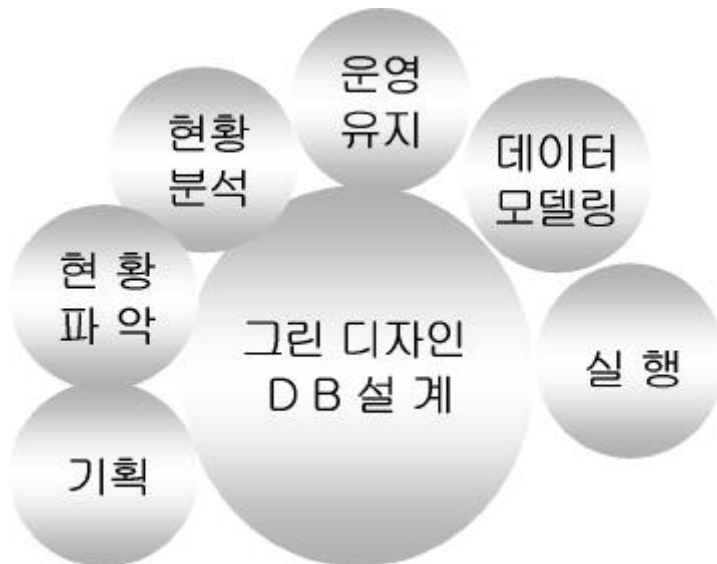 운영
유지
현황
분석
데이터
모델링
현 황
파 악
그린 디자인
D B 설 계
실 행
기획